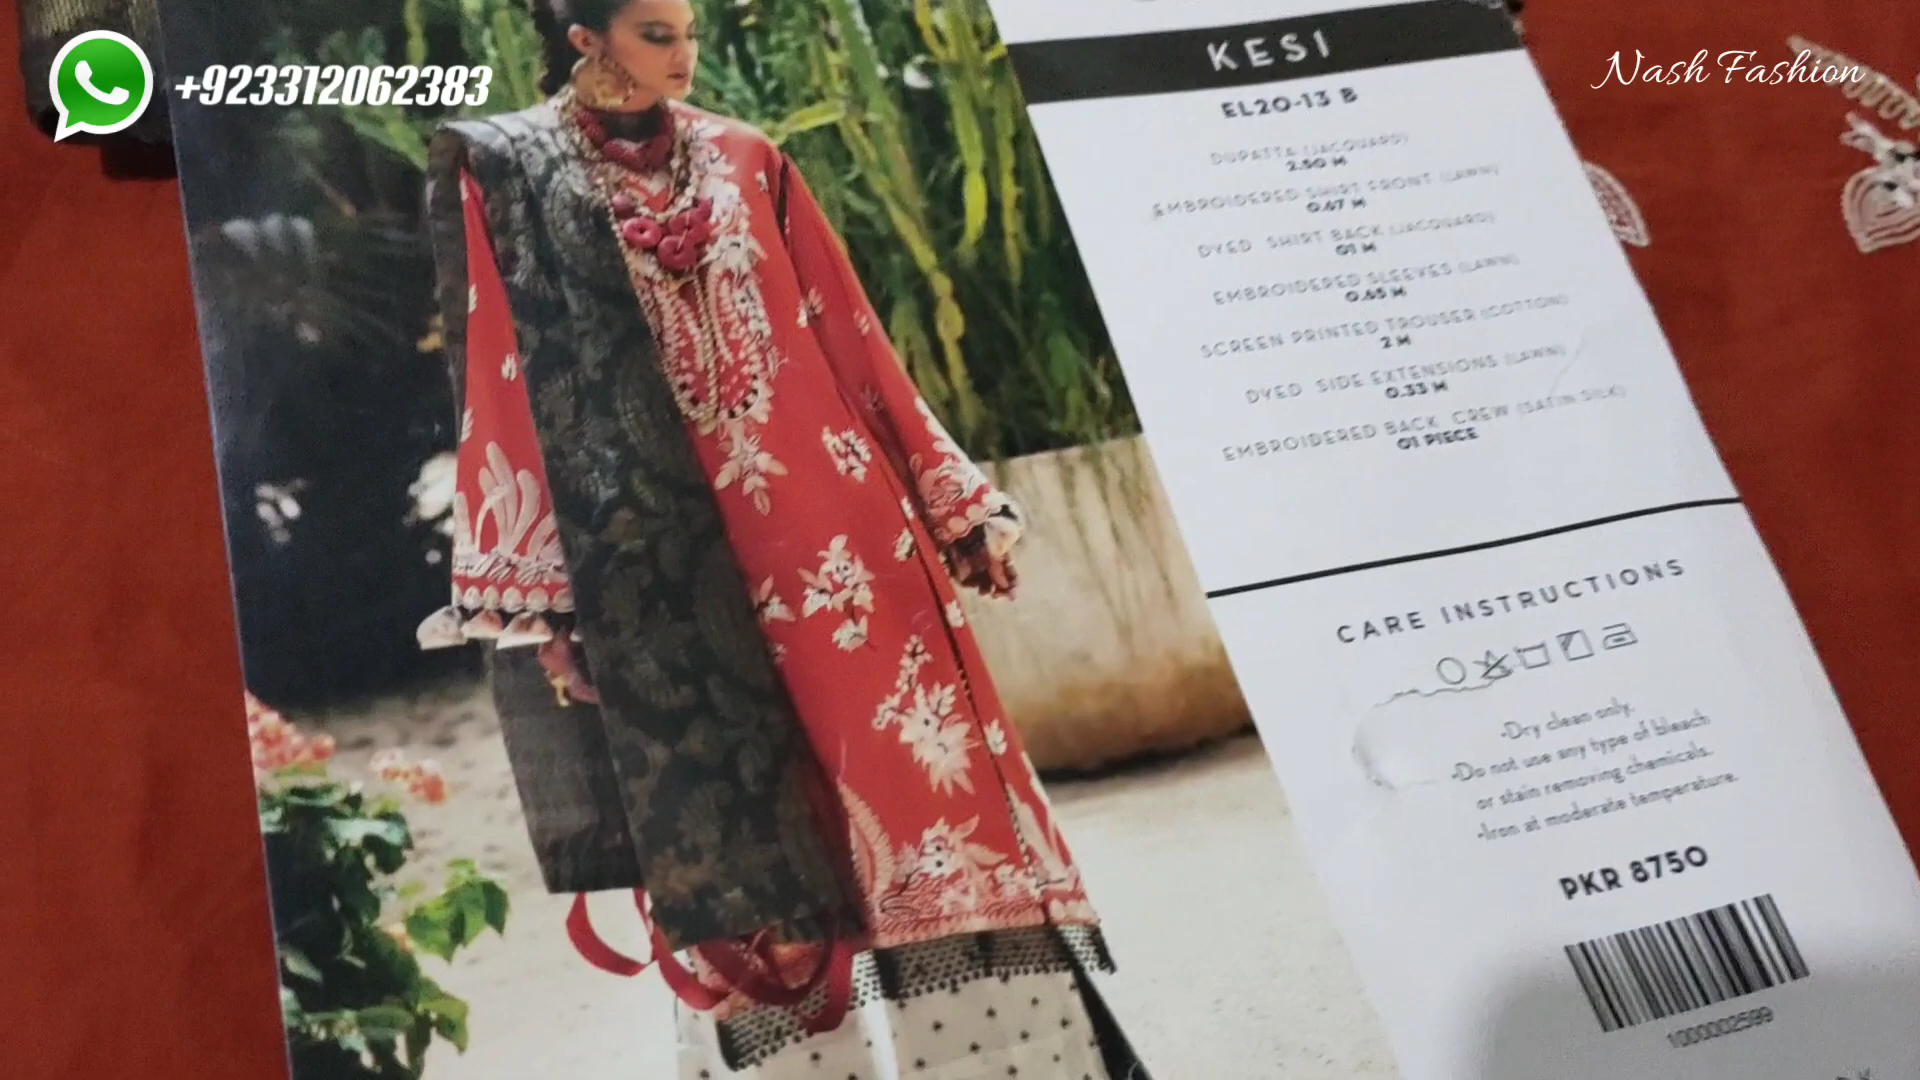 +923312062383
Nash Fashion
KESI
EL20-13 B
DUPATTA (JACQUARD)
2.50 M
EMBROIDERED SHIRT FRONT (LAWN)
0.67 M
DYED SHIRT BACK (JACQUARD)
01 M
EMBROIDERED SLEEVES (LAWN)
0.65 M
SCREEN PRINTED TROUSER (COTTON)
2 M
DYED SIDE EXTENSIONS (LAWN)
0.33 M
EMBROIDERED BACK CREW (SATIN SILK)
01 PIECE
CARE INSTRUCTIONS
-Dry clean only.
-Do not use any type of bleach
or stain removing chemicals.
-Iron at moderate temperature.
PKR 8750
1000002599